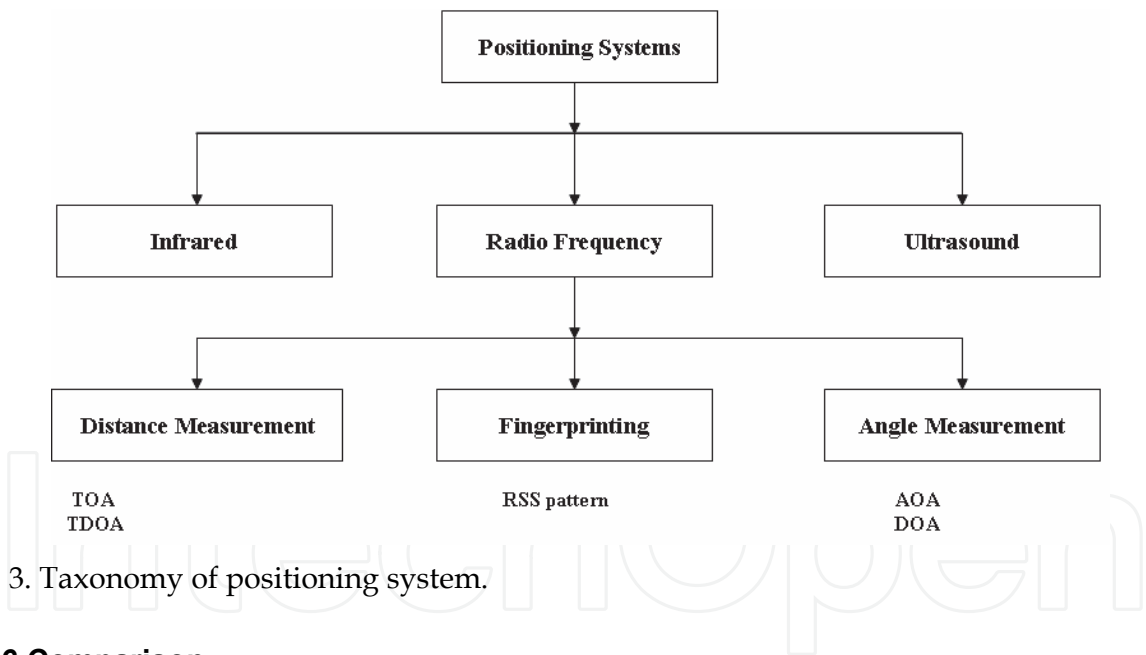 Positioning Systems
Infrared
Radio Frequency
Ultrasound
Distance Measurement
Fingerprinting
Angle Measurement
TOA
TDOA
RSS pattern
AOA
DOA
3. Taxonomy of positioning system.